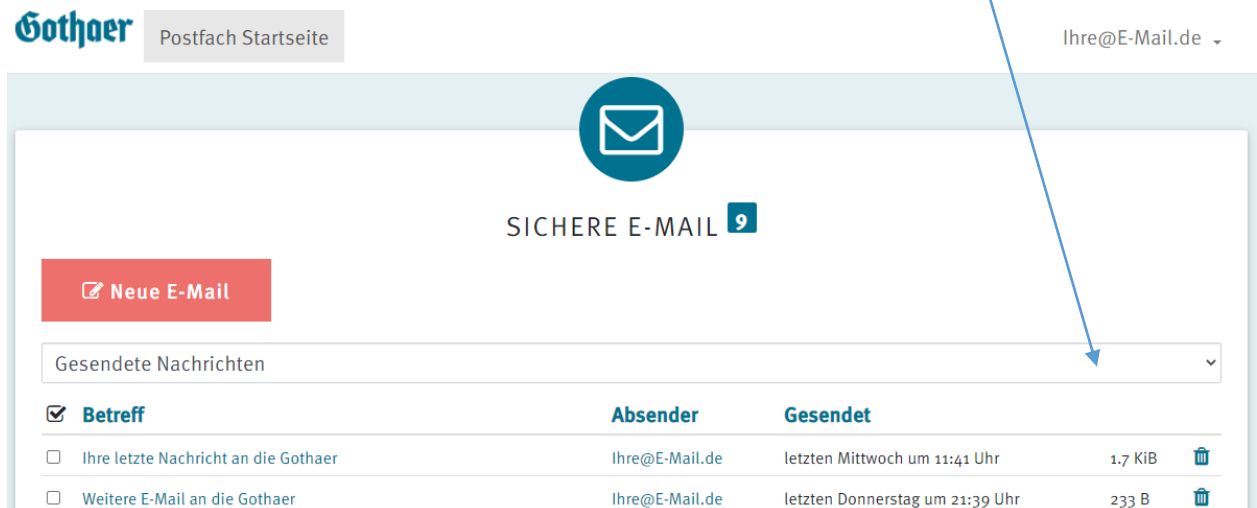 Gothaer Postfach Startseite Ihre@E-Mail.de
SICHERE E-MAIL 9
Neue E-Mail
Gesendete Nachrichten
Betreff Absender Gesendet
Ihre letzte Nachricht an die Gothaer Ihre@E-Mail.de letzten Mittwoch um 11:41 Uhr 1.7 KiB
Weitere E-Mail an die Gothaer Ihre@E-Mail.de letzten Donnerstag um 21:39 Uhr 233 B